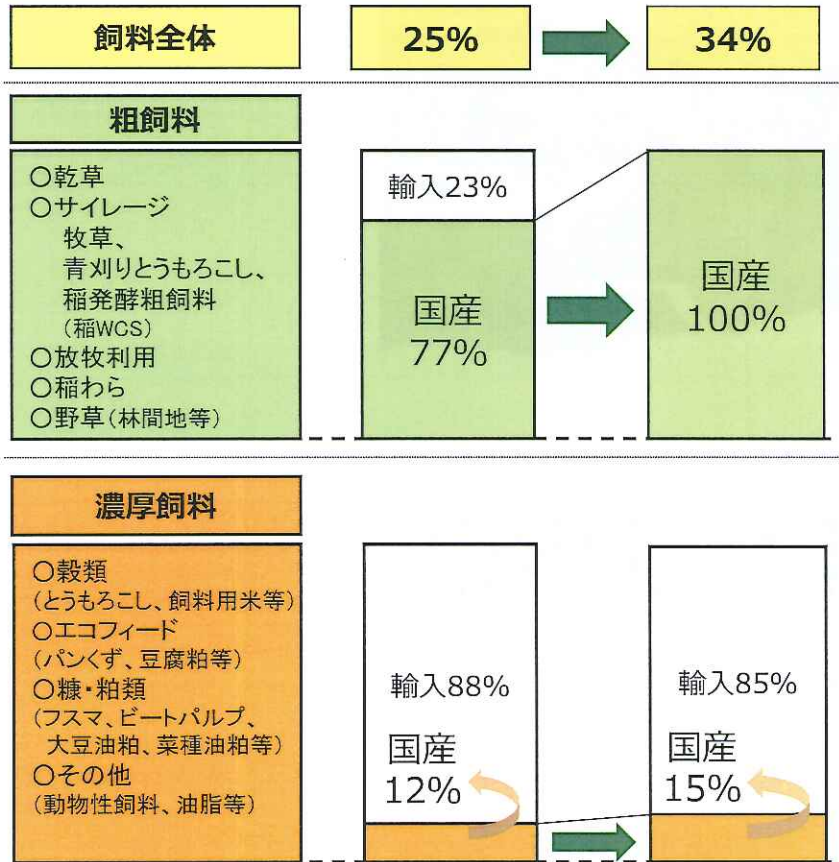 飼料全体
25%
34%
粗飼料
○乾草
○サイレージ
牧草、
青刈りとうもろこし、
稲発酵粗飼料
(稲WCS)
○放牧利用
○稲わら
○野草(林間地等)
輸入23%
国産
77%
国産
100%
濃厚飼料
○穀類
(とうもろこし、飼料用米等)
○エコフィード
(パンくず、豆腐粕等)
○糠・粕類
(フスマ、ビートパルプ、
大豆油粕、菜種油粕等)
○その他
(動物性飼料、油脂等)
輸入88%
国産
12%
輸入85%
国産
15%